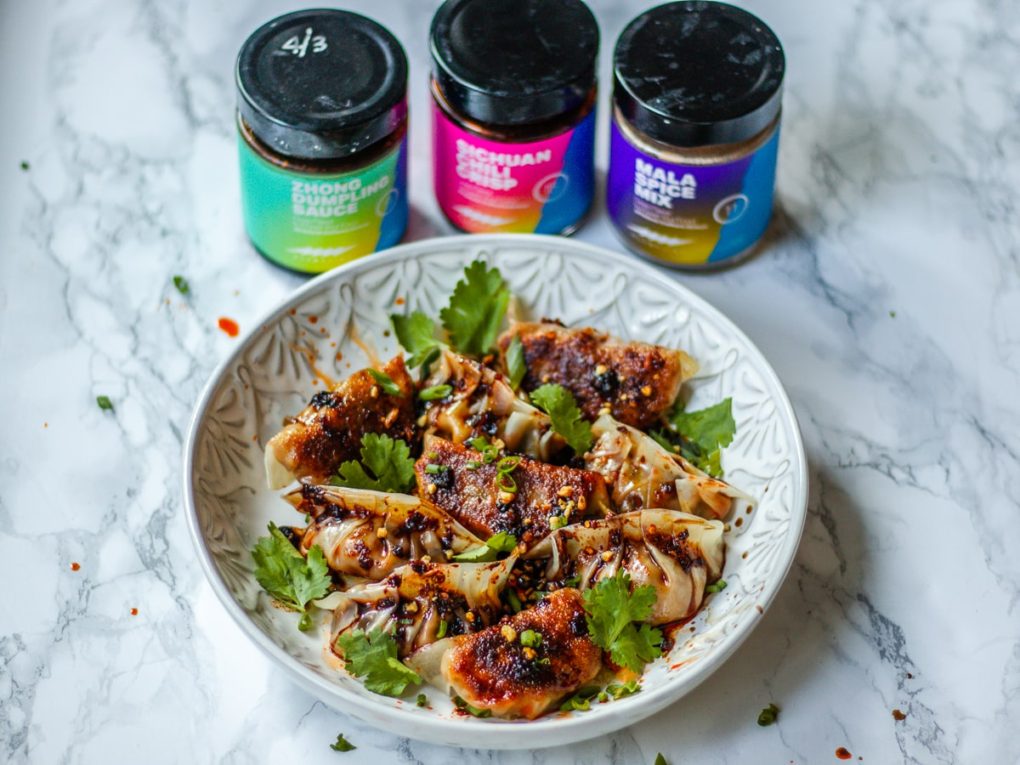 4/3
ZHONG
DUMPLING
SAUCE
SICHUAN
CHILI
CRISP
MALA
SPICE
MIX